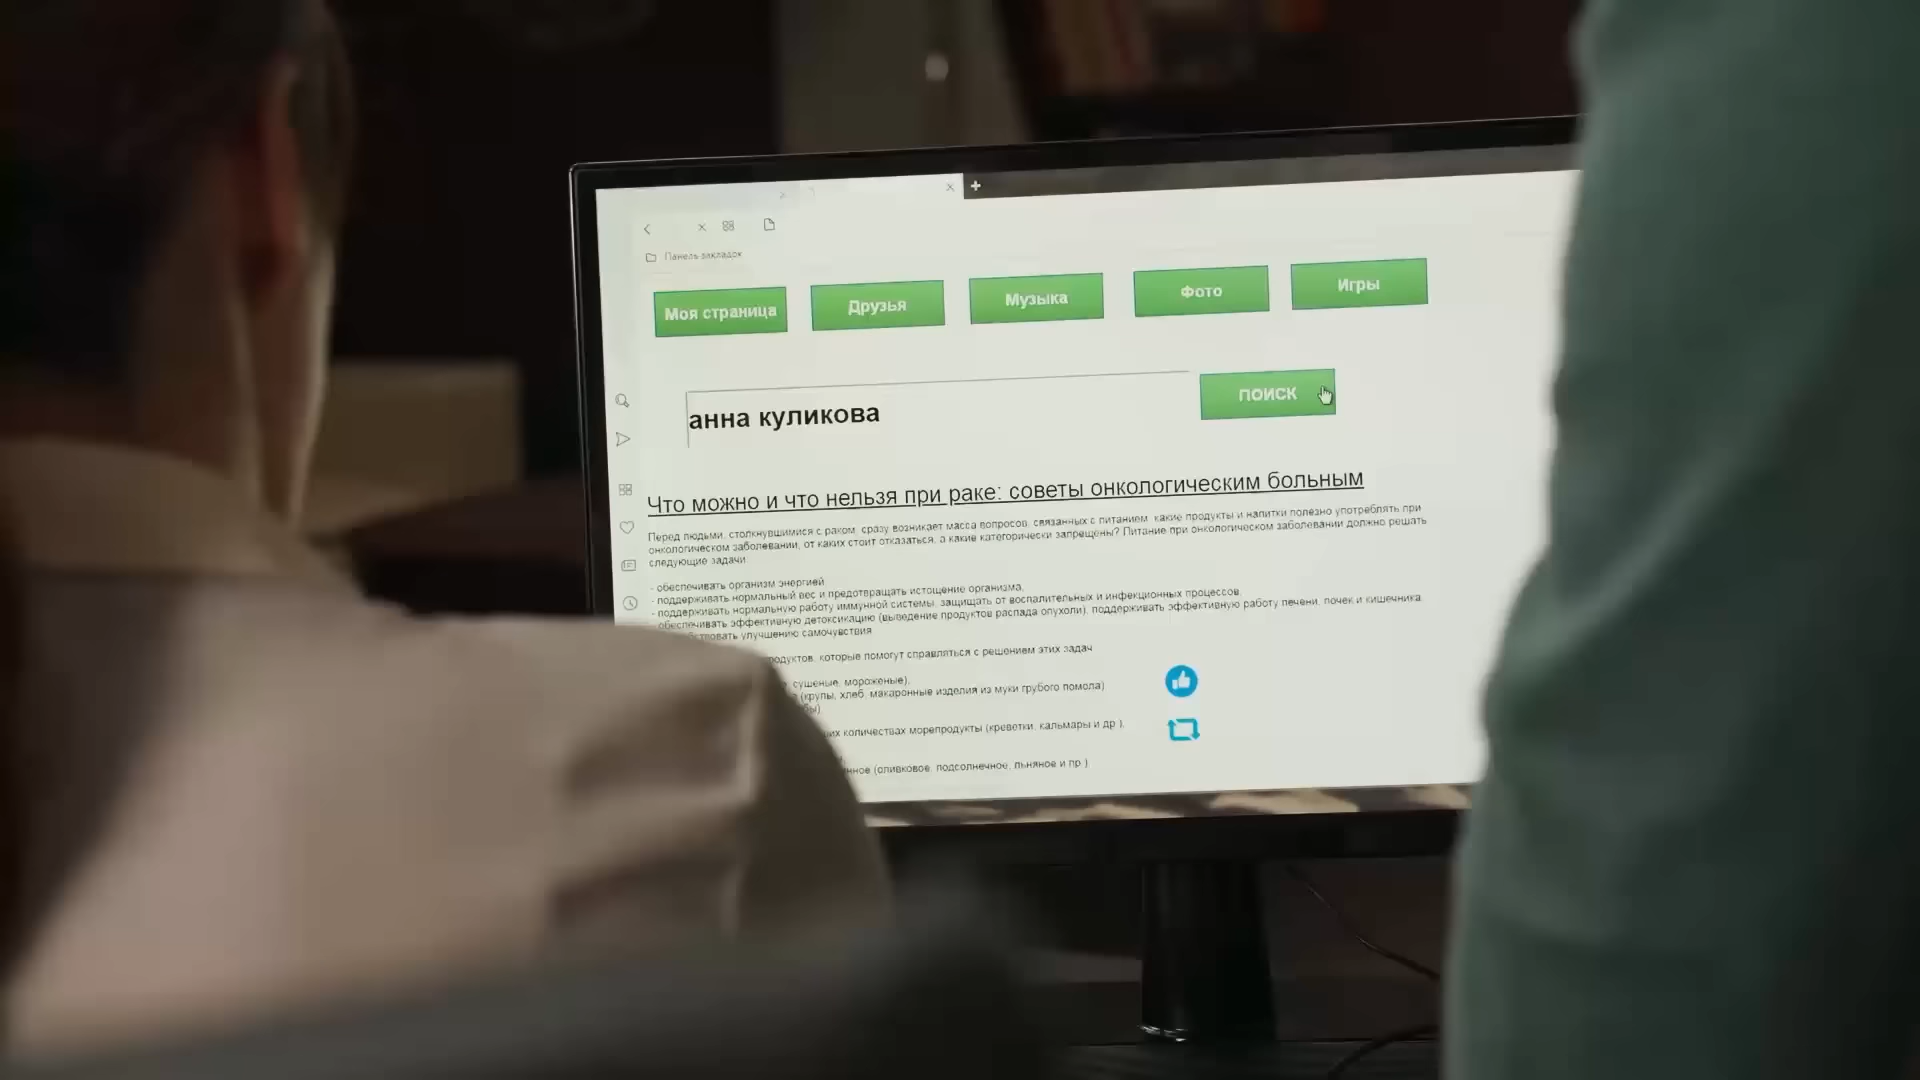 Панель закладок
Моя страница
Друзья
Музыка
Фото
Игры
анна куликова
ПОИСК
Что можно и что нельзя при раке: советы онкологическим больным
Перед людьми, столкнувшимися с раком, сразу возникает масса вопросов, связанных с питанием: какие продукты и напитки полезно употреблять при
онкологическом заболевании, от каких стоит отказаться, а какие категорически запрещены? Питание при онкологическом заболевании должно решать
следующие задачи:
- обеспечивать организм энергией
- поддерживать нормальный вес и предотвращать истощение организма,
- поддерживать нормальную работу иммунной системы, защищать от воспалительных и инфекционных процессов,
- обеспечивать эффективную детоксикацию (выведение продуктов распада опухоли), поддерживать эффективную работу печени, почек и кишечника,
улучшению самочувствия
которые помогут справляться с решением этих задач
сушеные, мороженые),
(крупы, хлеб, макаронные изделия из муки грубого помола)
количествах морепродукты (креветки, кальмары и др.),
(оливковое, подсолнечное, льняное и пр.)